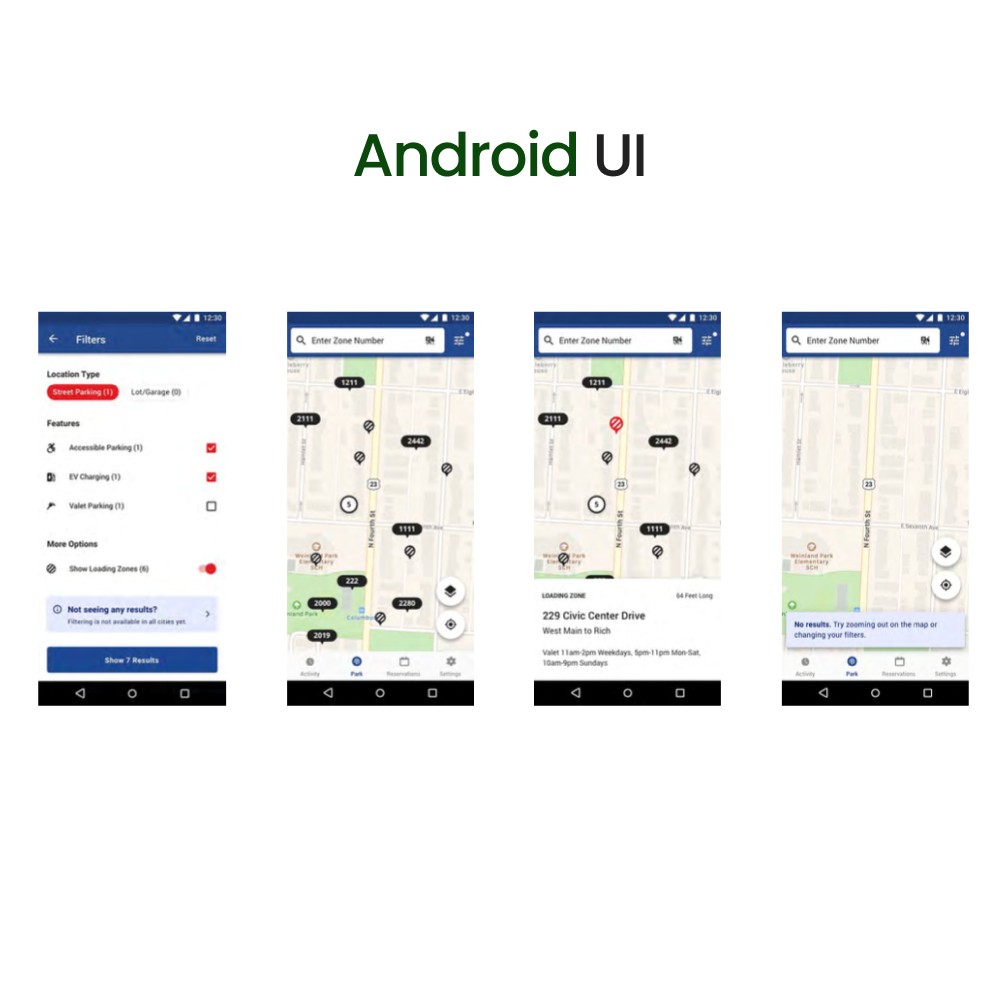 Android UI
12:30
Filters
Reset
Location Type
Street Parking (1)
Lot/Garage (0)
Features
Accessible Parking (1)
EV Charging (1)
Valet Parking (1)
More Options
Show Loading Zones (6)
Not seeing any results?
Filtering is not available in all cities yet.
Show 7 Results
12:30
Enter Zone Number
1211
2111
2442
23
5
1111
N Fourth St
Weinland Park
Elementary
SCH
222
2000
2280
2019
Activity
Park
Reservations
Settings
12:30
Enter Zone Number
1211
2111
2442
23
5
1111
N Fourth St
Weinland Park
Elementary
LOADING ZONE
64 Feet Long
229 Civic Center Drive
West Main to Rich
Valet 11am-2pm Weekdays, 5pm-11pm Mon-Sat,
10am-9pm Sundays
12:30
Enter Zone Number
23
N Fourth St
E Seventh Ave
Weinland Park
Elementary
SCH
No results. Try zooming out on the map or
changing your filters.
Activity
Park
Reservations
Settings